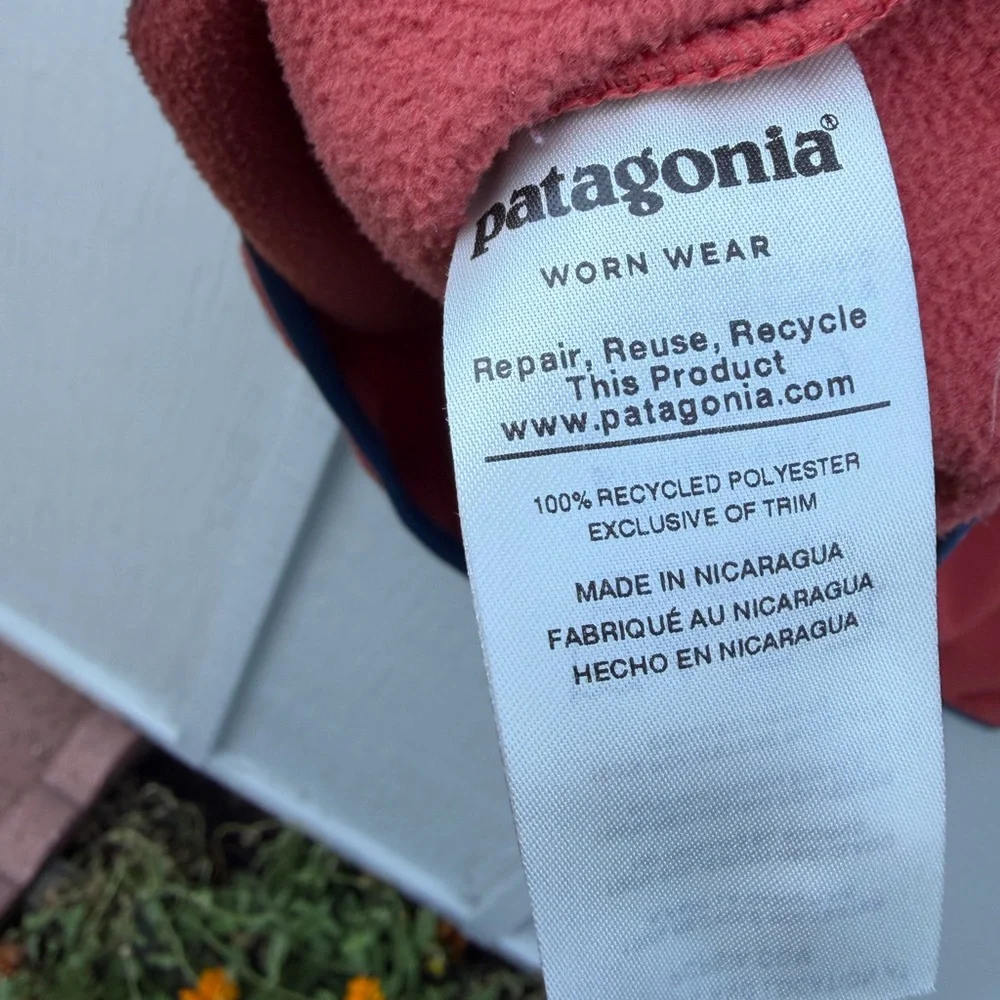 patagonia®
WORN WEAR
Repair, Reuse, Recycle
This Product
www.patagonia.com
100% RECYCLED POLYESTER
EXCLUSIVE OF TRIM
MADE IN NICARAGUA
FABRIQUÉ AU NICARAGUA
HECHO EN NICARAGUA